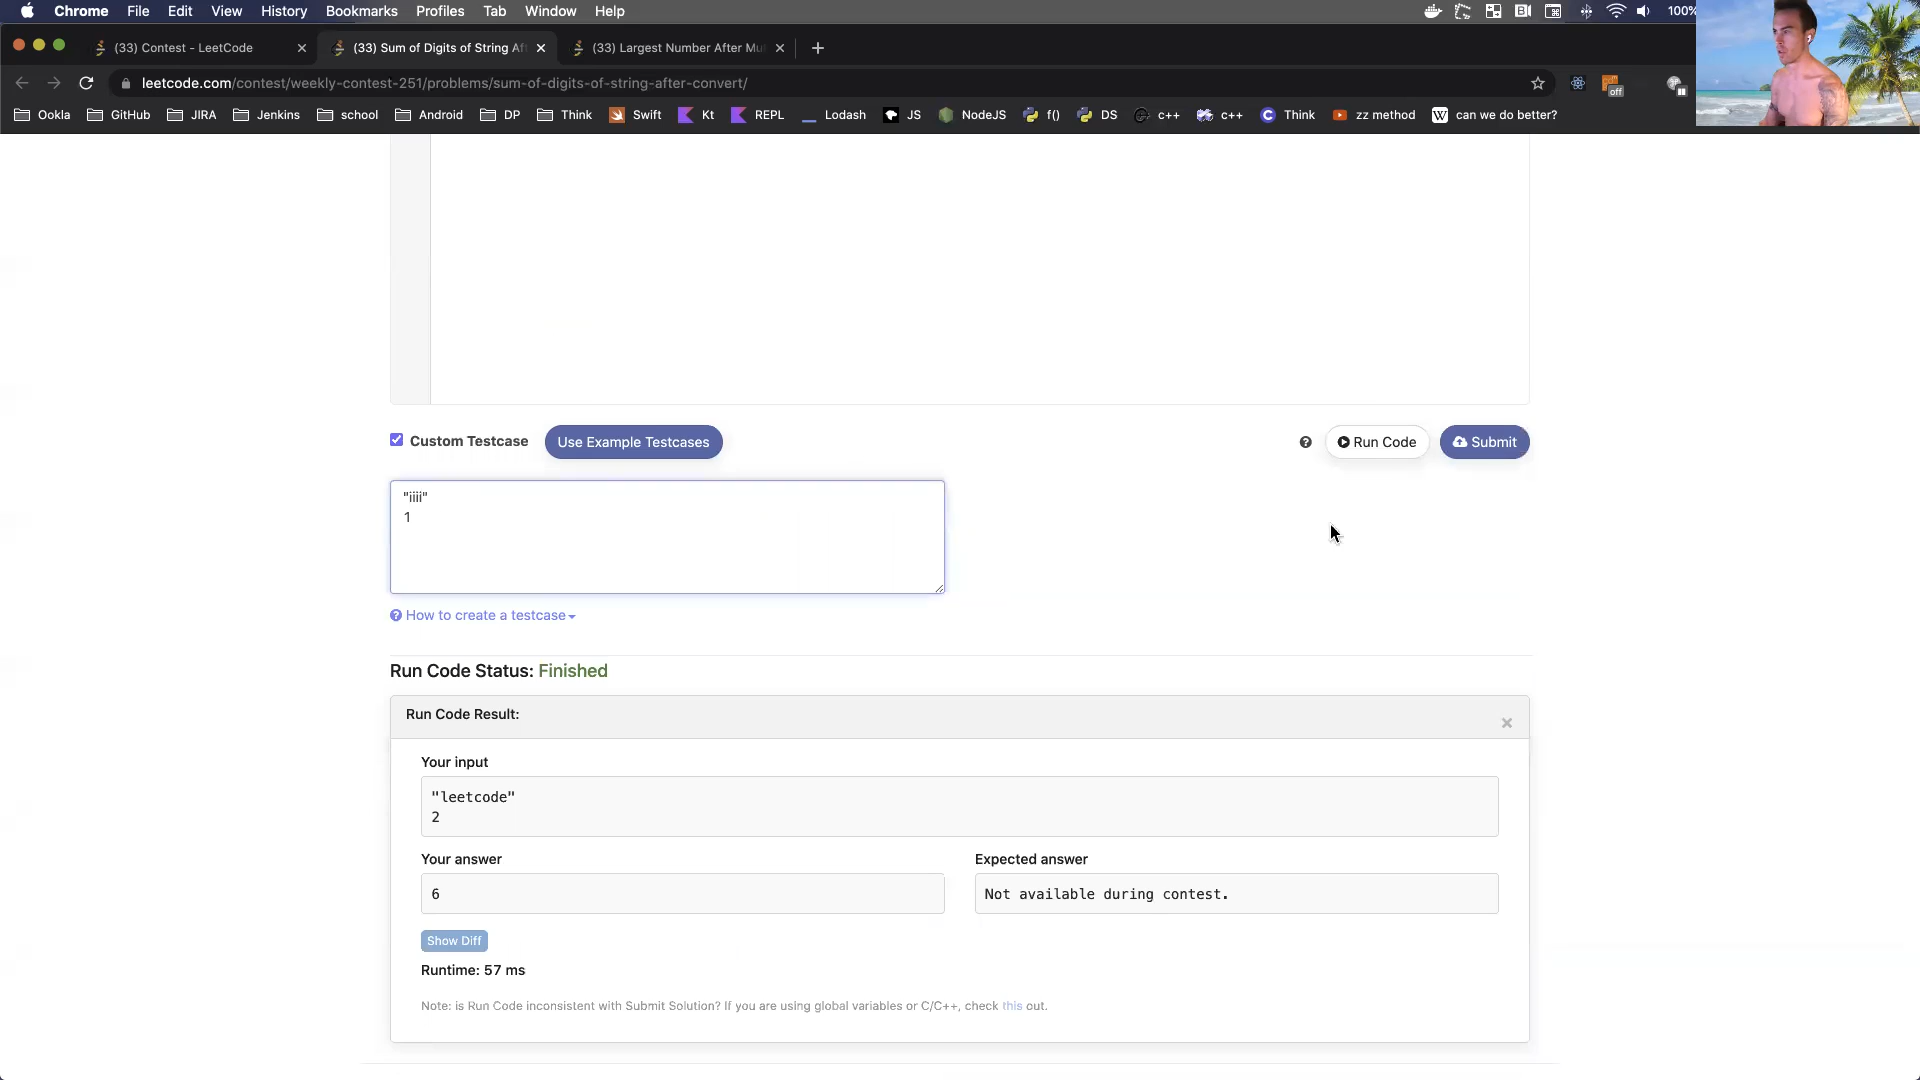 Chrome File Edit View History Bookmarks Profiles Tab Window Help 100%
(33) Contest - LeetCode (33) Sum of Digits of String Af (33) Largest Number After Mu
leetcode.com/contest/weekly-contest-251/problems/sum-of-digits-of-string-after-convert/
off
Ookla GitHub JIRA Jenkins school Android DP Think Swift Kt REPL Lodash JS NodeJS f() DS c++ c++ Think zz method can we do better?
Custom Testcase Use Example Testcases Run Code Submit
"iiii"
1
How to create a testcase
Run Code Status: Finished
Run Code Result:
Your input
"leetcode"
2
Your answer Expected answer
6 Not available during contest.
Show Diff
Runtime: 57 ms
Note: is Run Code inconsistent with Submit Solution? If you are using global variables or C/C++, check this out.